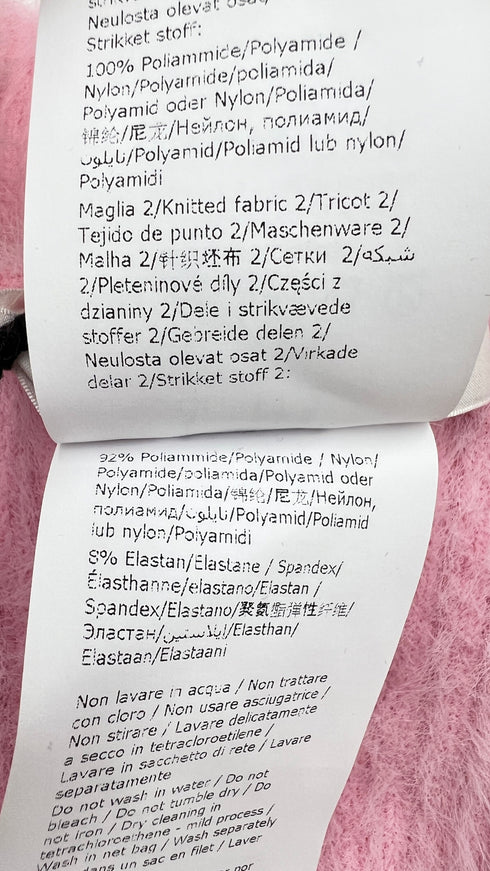 Neulosta olevat osat/
Strikket stoff:
100% Poliammide/Polyamide /
Nylon/Polyamide/poliamida/
Polyamid oder Nylon/Poliamida/
锦纶/尼龙/Нейлон, полиамид/
نايلون/Polyamid/Poliamid lub nylon/
Polyamidi
Maglia 2/Knitted fabric 2/Tricot 2/
Tejido de punto 2/Maschenware 2/
Malha 2/针织坯布 2/Сетки 2/شبكه
2/Pleteninové díly 2/Części z
dzianiny 2/Dele i strikvævede
stoffer 2/Gebreide delen 2/
Neulosta olevat osat 2/Virkade
delar 2/Strikket stoff 2:
92% Poliammide/Polyamide / Nylon/
Polyamide/poliamida/Polyamid oder
Nylon/Poliamida/锦纶/尼龙/Нейлон,
полиамид/نايلون/Polyamid/Poliamid
lub nylon/Polyamidi
8% Elastan/Elastane / Spandex/
Élasthanne/elastano/Elastan /
Spandex/Elastano/聚氨脂弹性纤维/
Эластан/إيلاستين/Elasthan/
Elastaan/Elastaani
Non lavare in acqua / Non trattare
con cloro / Non usare asciugatrice /
Non stirare / Lavare delicatamente
a secco in tetracloroetilene /
Lavare in sacchetto di rete / Lavare
separatamente
Do not wash in water / Do not
bleach / Do not tumble dry / Do
not iron / Dry cleaning in
tetrachloroethene - mild process /
Wash in net bag / Wash separately
dans un sac en filet / Laver